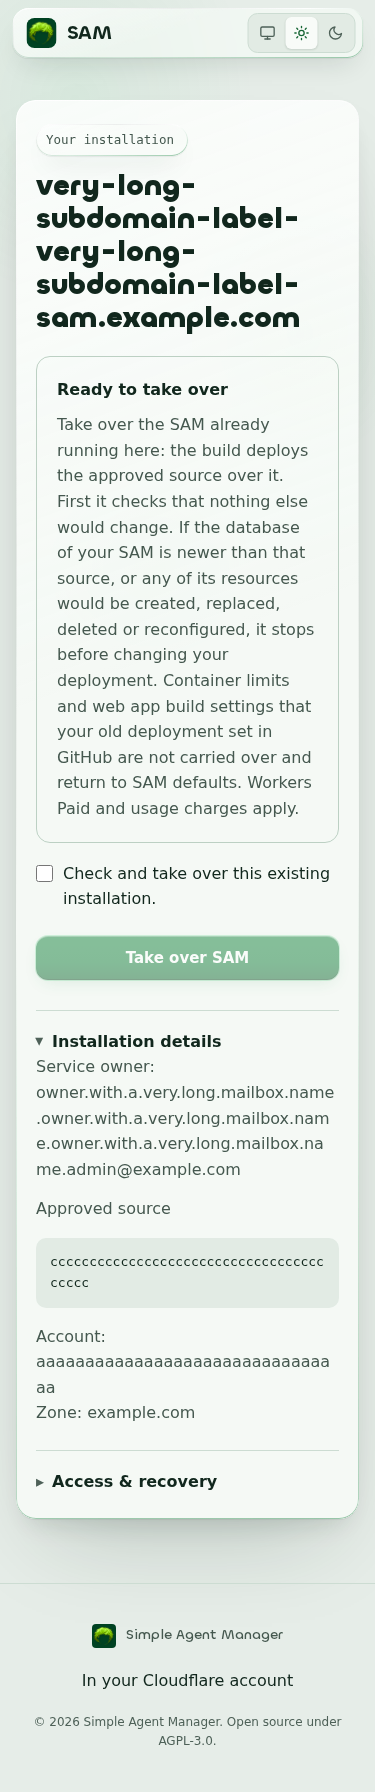 SAM
Your installation
very-long-
subdomain-label-
very-long-
subdomain-label-
sam.example.com
Ready to take over
Take over the SAM already
running here: the build deploys
the approved source over it.
First it checks that nothing else
would change. If the database
of your SAM is newer than that
source, or any of its resources
would be created, replaced,
deleted or reconfigured, it stops
before changing your
deployment. Container limits
and web app build settings that
your old deployment set in
GitHub are not carried over and
return to SAM defaults. Workers
Paid and usage charges apply.
Check and take over this existing
installation.
Take over SAM
Installation details
Service owner:
owner.with.a.very.long.mailbox.name
.owner.with.a.very.long.mailbox.nam
e.owner.with.a.very.long.mailbox.na
me.admin@example.com
Approved source
ccccccccccccccccccccccccccccccccccc
ccccc
Account:
aaaaaaaaaaaaaaaaaaaaaaaaaaaaaa
aa
Zone: example.com
Access & recovery
Simple Agent Manager
In your Cloudflare account
© 2026 Simple Agent Manager. Open source under
AGPL-3.0.